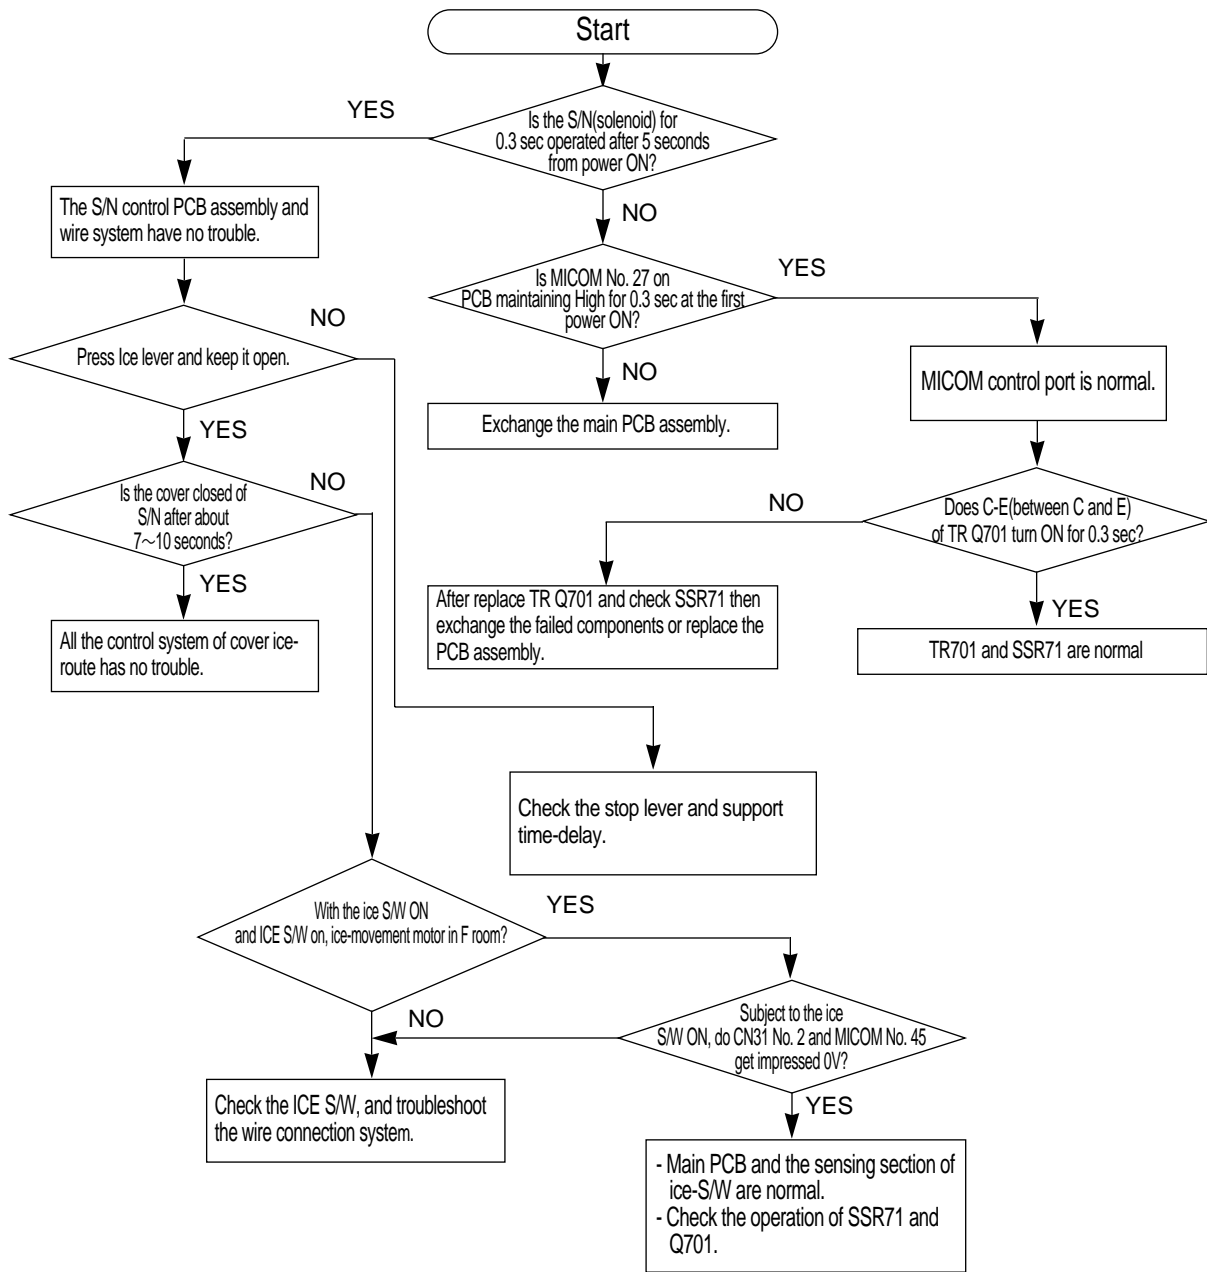 Start
YES
Is the S/N(solenoid) for
0.3 sec operated after 5 seconds
from power ON?
The S/N control PCB assembly and
wire system have no trouble.
NO
Is MICOM No. 27 on
PCB maintaining High for 0.3 sec at the first
power ON?
YES
NO
Press Ice lever and keep it open.
NO
MICOM control port is normal.
Exchange the main PCB assembly.
YES
Is the cover closed of
S/N after about
7～10 seconds?
NO
NO
Does C-E(between C and E)
of TR Q701 turn ON for 0.3 sec?
YES
After replace TR Q701 and check SSR71 then
exchange the failed components or replace the
PCB assembly.
YES
All the control system of cover ice-
route has no trouble.
TR701 and SSR71 are normal
Check the stop lever and support
time-delay.
With the ice S/W ON
and ICE S/W on, ice-movement motor in F room?
YES
NO
Subject to the ice
S/W ON, do CN31 No. 2 and MICOM No. 45
get impressed 0V?
Check the ICE S/W, and troubleshoot
the wire connection system.
YES
- Main PCB and the sensing section of
ice-S/W are normal.
- Check the operation of SSR71 and
Q701.